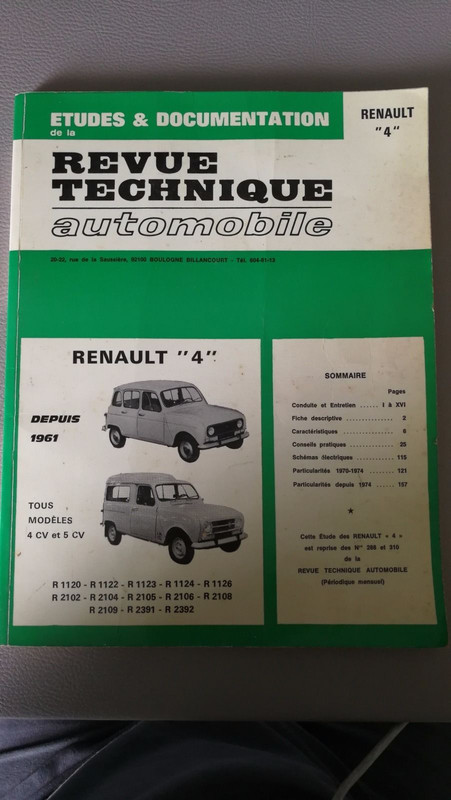 ETUDES & DOCUMENTATION
de la
RENAULT
"4"
REVUE
TECHNIQUE
automobile
20-22, rue de la Saussière, 92100 BOULOGNE BILLANCOURT - Tél. 604-81-13
RENAULT "4"
DEPUIS
1961
TOUS
MODÈLES
4 CV et 5 CV
R 1120 - R 1122 - R 1123 - R 1124 - R 1126
R 2102 - R 2104 - R 2105 - R 2106 - R 2108
R 2109 - R 2391 - R 2392
SOMMAIRE
Pages
Conduite et Entretien ...... I à XVI
Fiche descriptive .............. 2
Caractéristiques ............... 6
Conseils pratiques ............. 25
Schémas électriques ........... 115
Particularités 1970-1974 ....... 121
Particularités depuis 1974 ..... 157
*
Cette Étude des RENAULT « 4 »
est reprise des N° 286 et 310
de la
REVUE TECHNIQUE AUTOMOBILE
(Périodique mensuel)